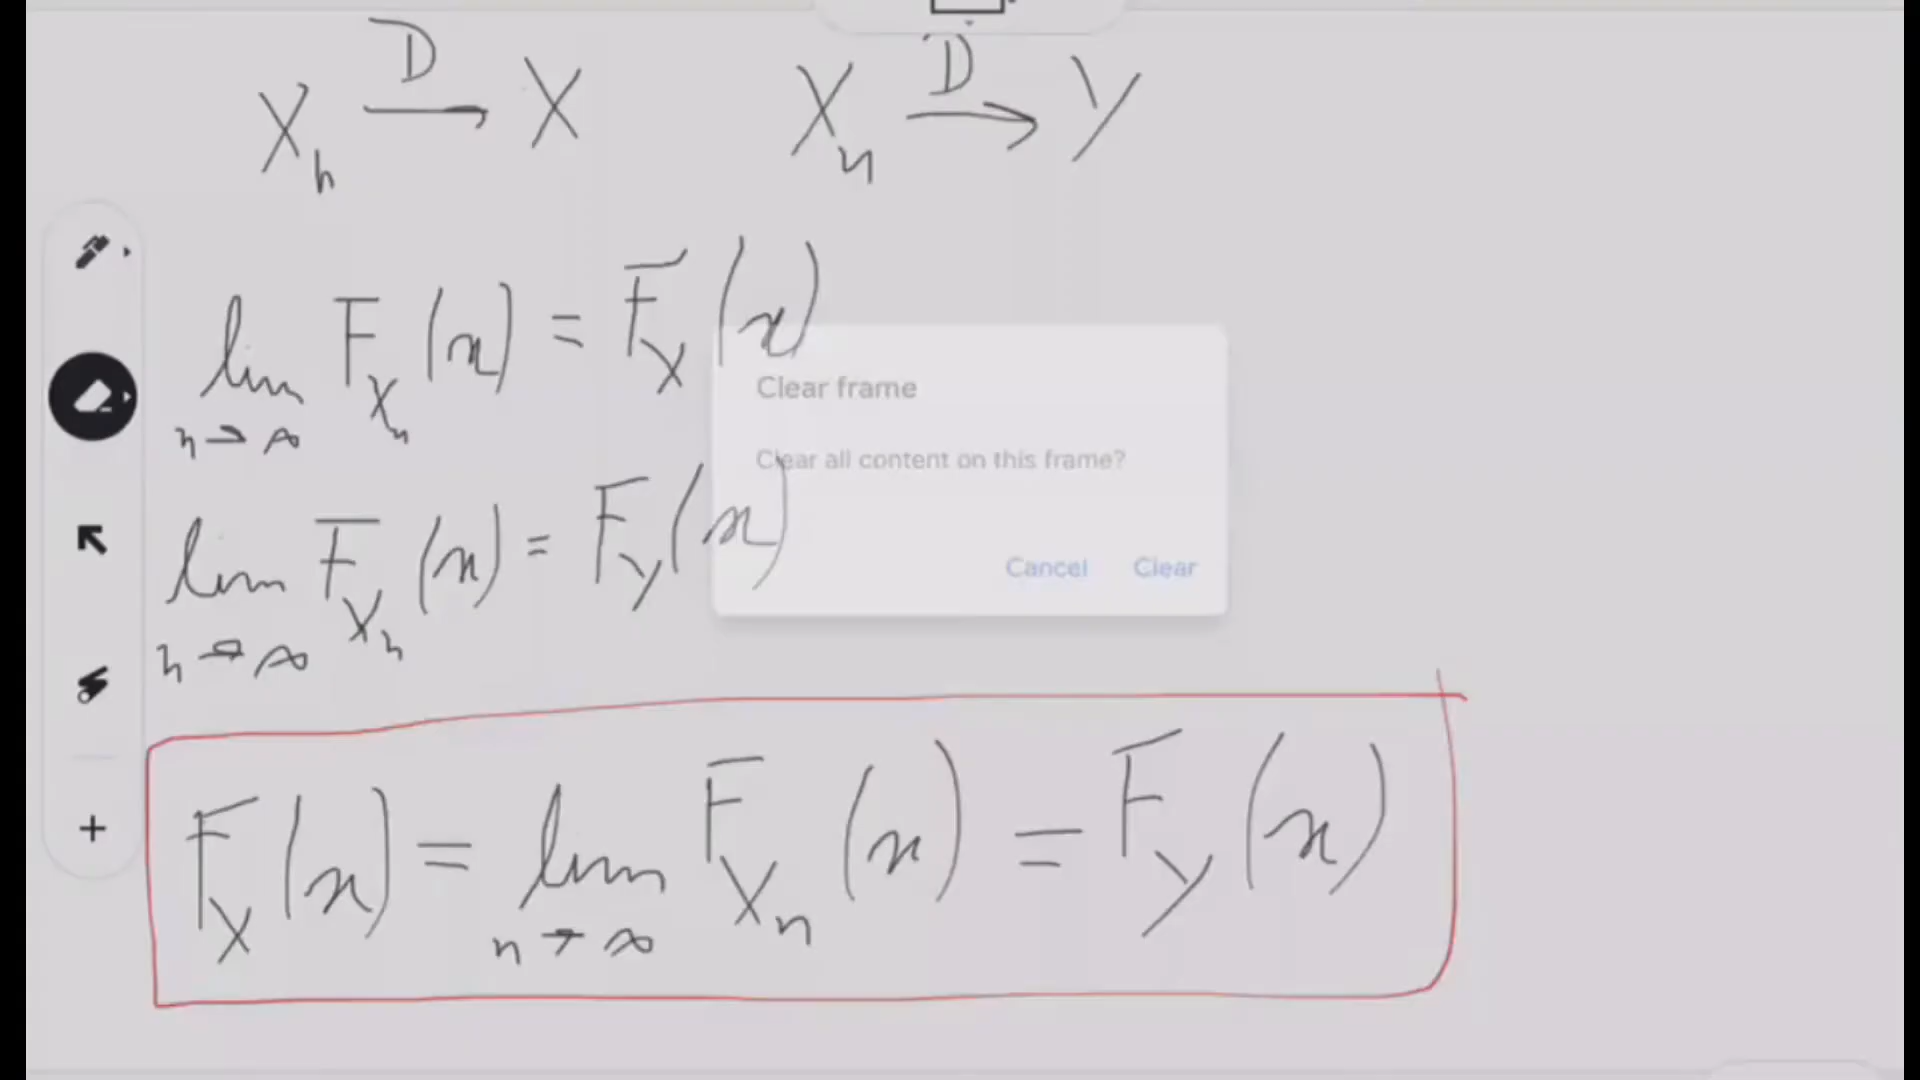 Xₙ →ᴰ X    Xₙ →ᴰ Y
lim n→∞ F_Xₙ(x) = F_X(x)
Clear frame
Clear all content on this frame?
lim n→∞ F_Xₙ(x) = F_Y(x)
Cancel Clear
F_X(x) = lim n→∞ F_Xₙ(x) = F_Y(x)